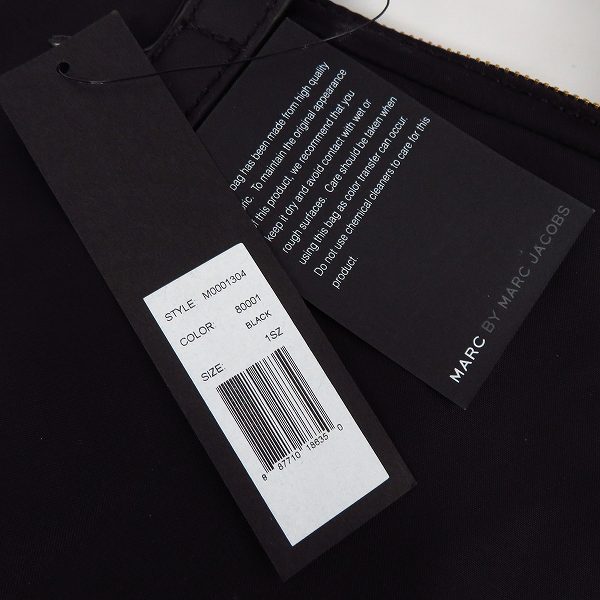 STYLE: M0001304
COLOR: 80001
BLACK
SIZE: 1SZ
8 87710 18635 0
bag has been made from high quality
ric. To maintain the original appearance
this product, we recommend that you
keep it dry and avoid contact with wet or
rough surfaces. Care should be taken when
using this bag as color transfer can occur.
Do not use chemical cleaners to care for this
product.
MARC BY MARC JACOBS